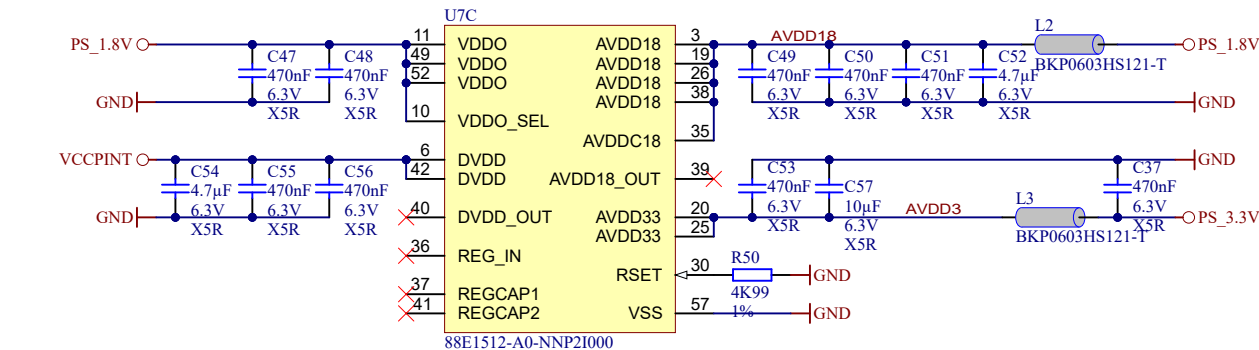 U7C
PS_1.8V
GND
C47
470nF
6.3V
X5R
C48
470nF
6.3V
X5R
11
49
52
10
VDDO
VDDO
VDDO
VDDO_SEL
VCCPINT
GND
C54
4.7µF
6.3V
X5R
C55
470nF
6.3V
X5R
C56
470nF
6.3V
X5R
6
42
DVDD
DVDD
40
DVDD_OUT
36
REG_IN
37
REGCAP1
41
REGCAP2
AVDD18
AVDD18
AVDD18
AVDD18
AVDDC18
AVDD18_OUT
AVDD33
AVDD33
RSET
VSS
3
19
26
38
35
39
20
25
30
57
AVDD18
C49
470nF
6.3V
X5R
C50
470nF
6.3V
X5R
C51
470nF
6.3V
X5R
C52
4.7µF
6.3V
X5R
L2
BKP0603HS121-T
PS_1.8V
GND
C53
470nF
6.3V
X5R
C57
10µF
6.3V
X5R
AVDD3
L3
BKP0603HS121-T
C37
470nF
6.3V
X5R
GND
PS_3.3V
R50
4K99
1%
GND
GND
88E1512-A0-NNP2I000